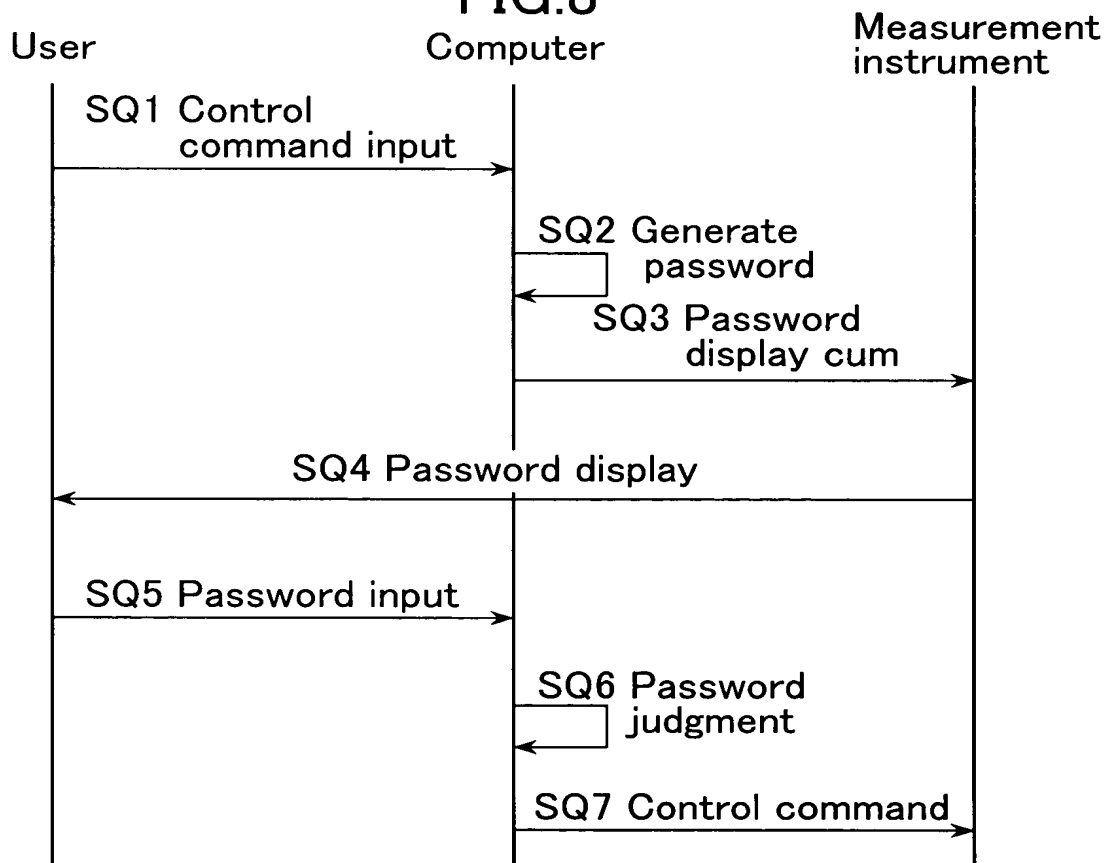 User
Computer
Measurement
instrument
SQ1 Control
command input
SQ2 Generate
password
SQ3 Password
display cum
SQ4 Password display
SQ5 Password input
SQ6 Password
judgment
SQ7 Control command